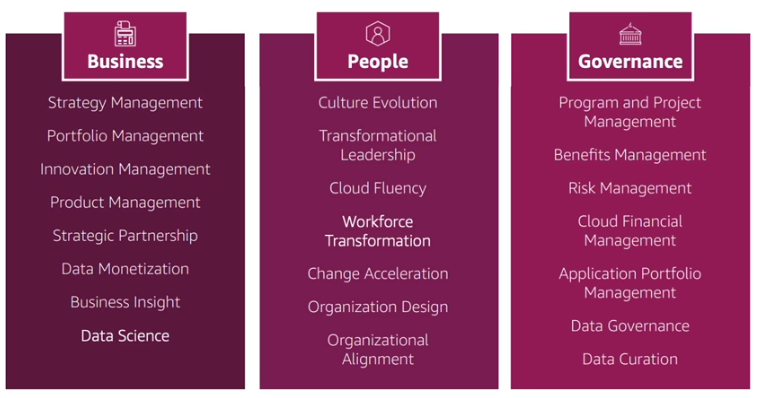 Business
Strategy Management
Portfolio Management
Innovation Management
Product Management
Strategic Partnership
Data Monetization
Business Insight
Data Science
People
Culture Evolution
Transformational
Leadership
Cloud Fluency
Workforce
Transformation
Change Acceleration
Organization Design
Organizational
Alignment
Governance
Program and Project
Management
Benefits Management
Risk Management
Cloud Financial
Management
Application Portfolio
Management
Data Governance
Data Curation